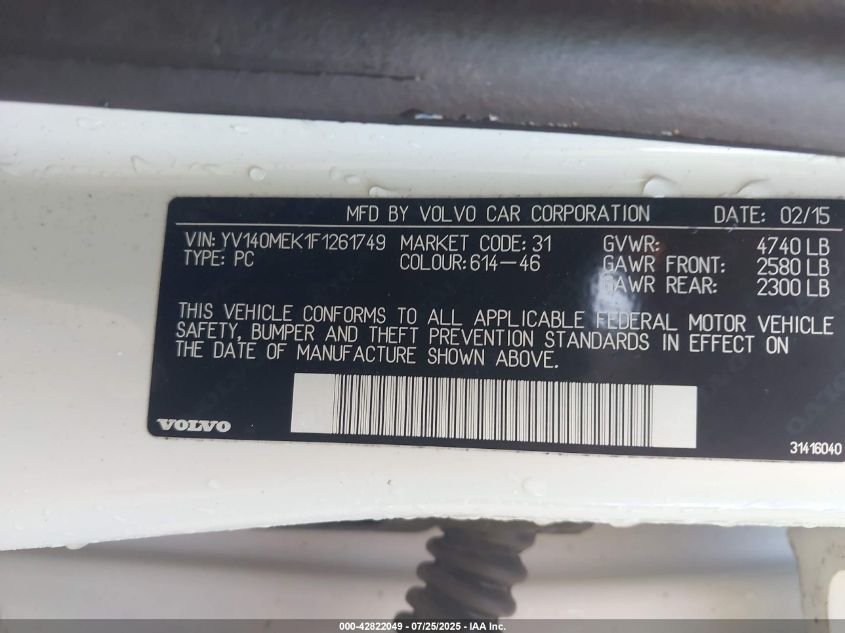 MFD BY VOLVO CAR CORPORATION DATE: 02/15
VIN: YV140MEK1F1261749 MARKET CODE: 31 GVWR: 4740 LB
TYPE: PC COLOUR: 614-46 GAWR FRONT: 2580 LB
GAWR REAR: 2300 LB
THIS VEHICLE CONFORMS TO ALL APPLICABLE FEDERAL MOTOR VEHICLE
SAFETY, BUMPER AND THEFT PREVENTION STANDARDS IN EFFECT ON
THE DATE OF MANUFACTURE SHOWN ABOVE.
VOLVO
31416040
000-42822049 / 07/25/2025 - IAA Inc.